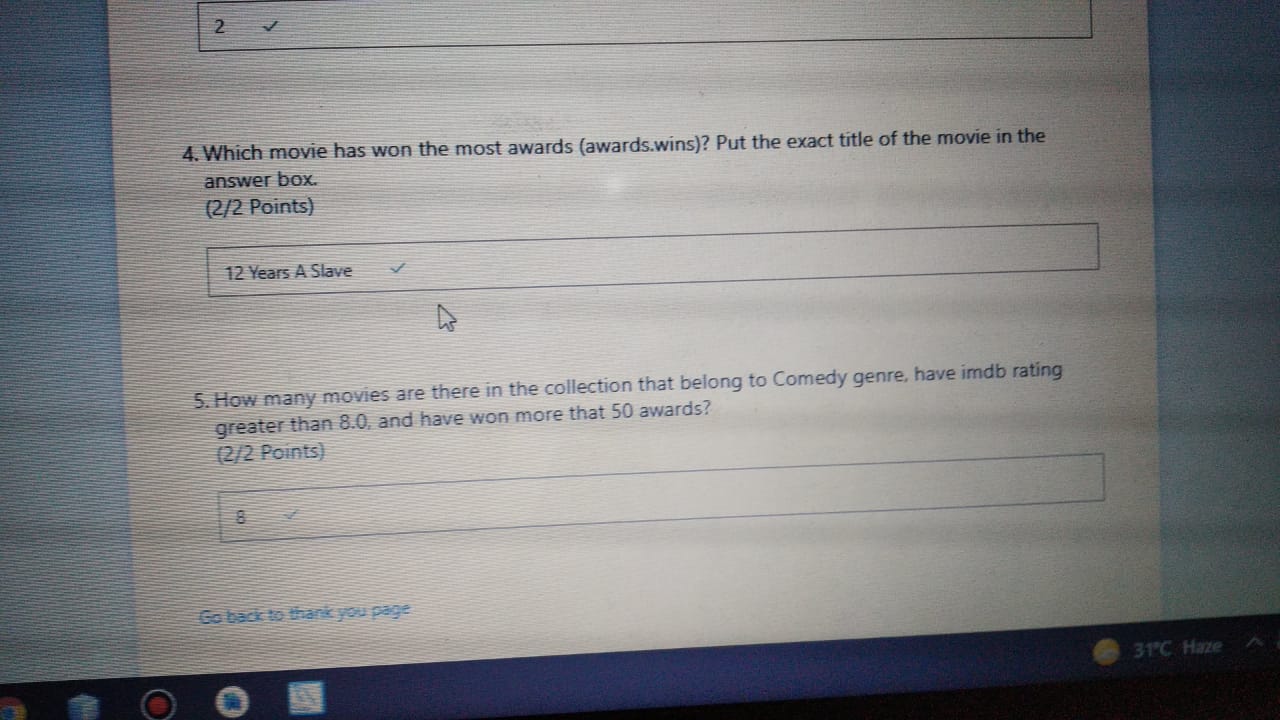 2
4. Which movie has won the most awards (awards.wins)? Put the exact title of the movie in the
answer box.
(2/2 Points)
12 Years A Slave
5. How many movies are there in the collection that belong to Comedy genre, have imdb rating
greater than 8.0, and have won more that 50 awards?
(2/2 Points)
8
Go back to thank you page
31°C Haze